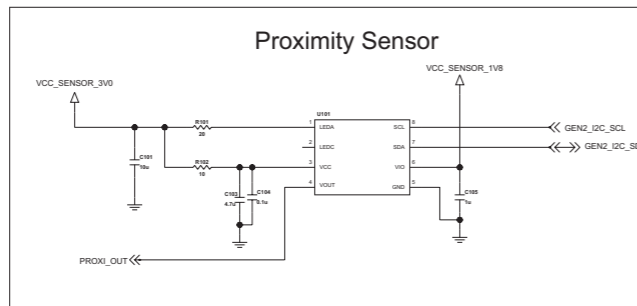 Proximity Sensor
VCC_SENSOR_3V0
VCC_SENSOR_1V8
U101
R101
20
1 LEDA
SCL 8
GEN2_I2C_SCL
2 LEDC
SDA 7
GEN2_I2C_SD
C101
10u
R102
10
3 VCC
VIO 6
4 VOUT
GND 5
C103
4.7u
C104
0.1u
C105
1u
PROXI_OUT